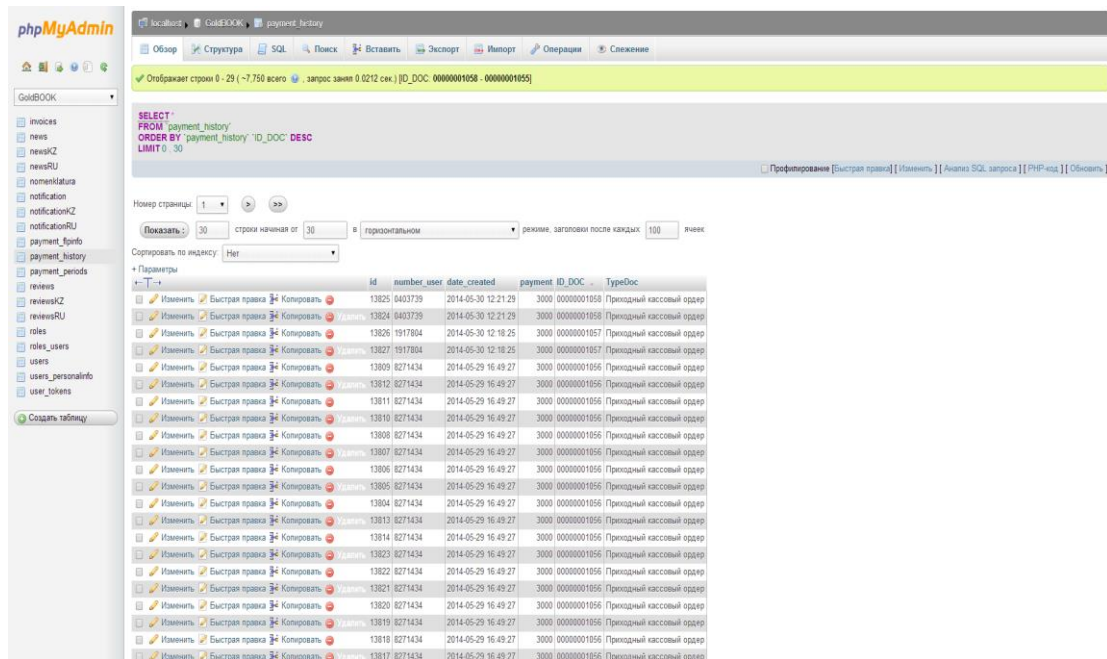 phpMyAdmin
localhost GoldBOOK payment_history
Обзор Структура SQL Поиск Вставить Экспорт Импорт Операции Слежение
Отображает строки 0 - 29 ( ~7,750 всего , запрос занял 0.0212 сек.) [ID_DOC: 00000001058 - 00000001055]
GoldBOOK
invoices
news
newsKZ
newsRU
nomenklatura
notification
notificationKZ
notificationRU
payment_flpinfo
payment_history
payment_periods
reviews
reviewsKZ
reviewsRU
roles
roles_users
users
users_personalinfo
user_tokens
Создать таблицу
SELECT *
FROM `payment_history`
ORDER BY `payment_history` `ID_DOC` DESC
LIMIT 0 , 30
Профилирование [Быстрая правка] [ Изменить ] [ Анализ SQL запроса ] [ PHP-код ] [ Обновить ]
Номер страницы: 1 > >>
Показать : 30 строки начиная от 30 в горизонтальном режиме, заголовки после каждых 100 ячеек
Сортировать по индексу: Нет
+ Параметры
←T→ id number_user date_created payment ID_DOC TypeDoc
Изменить Быстрая правка Копировать 13825 0403739 2014-05-30 12:21:29 3000 00000001058 Приходный кассовый ордер
Изменить Быстрая правка Копировать Удалить 13824 0403739 2014-05-30 12:21:29 3000 00000001058 Приходный кассовый ордер
Изменить Быстрая правка Копировать 13826 1917804 2014-05-30 12:18:25 3000 00000001057 Приходный кассовый ордер
Изменить Быстрая правка Копировать Удалить 13827 1917804 2014-05-30 12:18:25 3000 00000001057 Приходный кассовый ордер
Изменить Быстрая правка Копировать 13809 8271434 2014-05-29 16:49:27 3000 00000001056 Приходный кассовый ордер
Изменить Быстрая правка Копировать Удалить 13812 8271434 2014-05-29 16:49:27 3000 00000001056 Приходный кассовый ордер
Изменить Быстрая правка Копировать 13811 8271434 2014-05-29 16:49:27 3000 00000001056 Приходный кассовый ордер
Изменить Быстрая правка Копировать Удалить 13810 8271434 2014-05-29 16:49:27 3000 00000001056 Приходный кассовый ордер
Изменить Быстрая правка Копировать 13808 8271434 2014-05-29 16:49:27 3000 00000001056 Приходный кассовый ордер
Изменить Быстрая правка Копировать Удалить 13807 8271434 2014-05-29 16:49:27 3000 00000001056 Приходный кассовый ордер
Изменить Быстрая правка Копировать 13806 8271434 2014-05-29 16:49:27 3000 00000001056 Приходный кассовый ордер
Изменить Быстрая правка Копировать Удалить 13805 8271434 2014-05-29 16:49:27 3000 00000001056 Приходный кассовый ордер
Изменить Быстрая правка Копировать 13804 8271434 2014-05-29 16:49:27 3000 00000001056 Приходный кассовый ордер
Изменить Быстрая правка Копировать Удалить 13813 8271434 2014-05-29 16:49:27 3000 00000001056 Приходный кассовый ордер
Изменить Быстрая правка Копировать 13814 8271434 2014-05-29 16:49:27 3000 00000001056 Приходный кассовый ордер
Изменить Быстрая правка Копировать Удалить 13823 8271434 2014-05-29 16:49:27 3000 00000001056 Приходный кассовый ордер
Изменить Быстрая правка Копировать 13822 8271434 2014-05-29 16:49:27 3000 00000001056 Приходный кассовый ордер
Изменить Быстрая правка Копировать Удалить 13821 8271434 2014-05-29 16:49:27 3000 00000001056 Приходный кассовый ордер
Изменить Быстрая правка Копировать 13820 8271434 2014-05-29 16:49:27 3000 00000001056 Приходный кассовый ордер
Изменить Быстрая правка Копировать Удалить 13819 8271434 2014-05-29 16:49:27 3000 00000001056 Приходный кассовый ордер
Изменить Быстрая правка Копировать 13818 8271434 2014-05-29 16:49:27 3000 00000001056 Приходный кассовый ордер
Изменить Быстрая правка Копировать Удалить 13817 8271434 2014-05-29 16:49:27 3000 00000001056 Приходный кассовый ордер